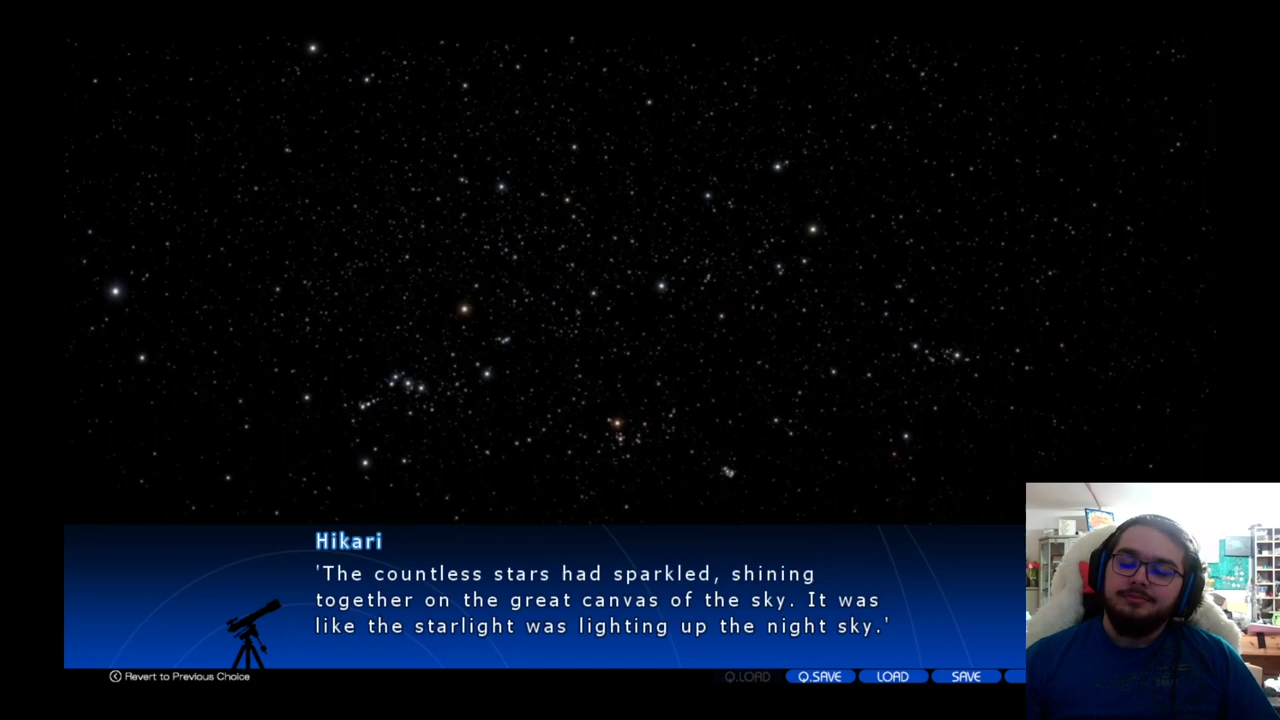 Hikari
'The countless stars had sparkled, shining
together on the great canvas of the sky. It was
like the starlight was lighting up the night sky.'
Revert to Previous Choice
Q.LOAD Q.SAVE LOAD SAVE